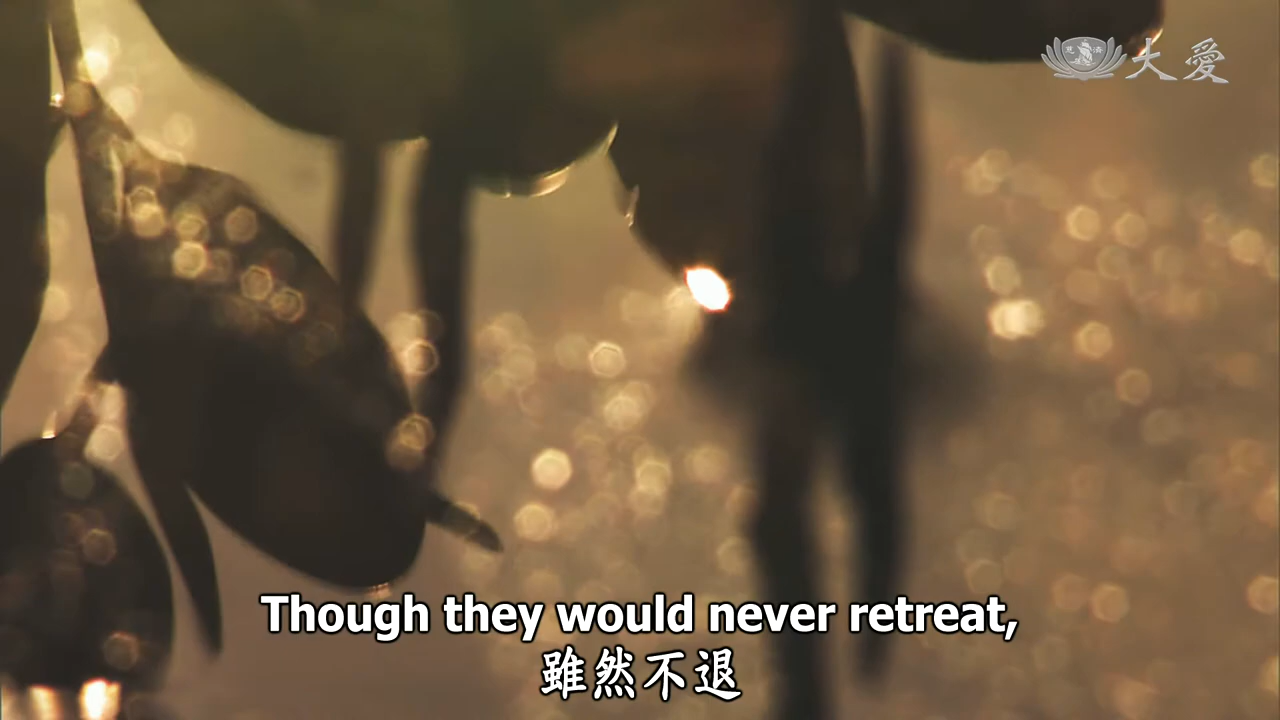 大愛
Though they would never retreat,
雖然不退